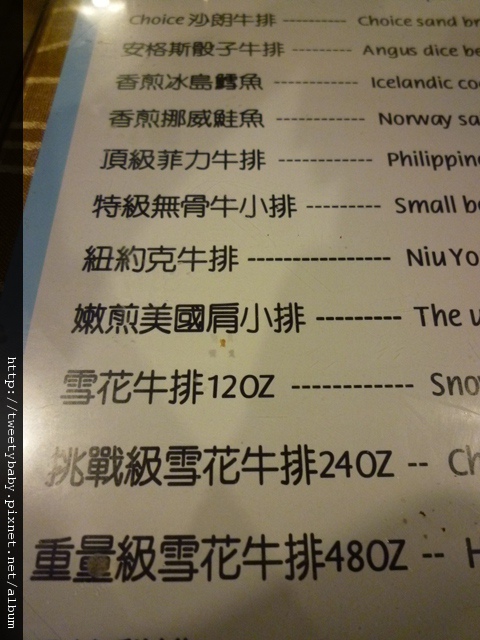 Choice 沙朗牛排 ---------- Choice sand
安格斯骰子牛排 ---------- Angus dice
香煎冰島鱈魚 ------------ Icelandic
香煎挪威鮭魚 ------------ Norway
頂級菲力牛排 ------------ Philippin
特級無骨牛小排 --------- Small
紐約克牛排 ---------------- Niu Yo
嫩煎美國肩小排 --------- The
雪花牛排12OZ ------------ Sno
挑戰級雪花牛排24OZ -- Ch
重量級雪花牛排48OZ -- H
http://tweetybaby.pixnet.net/album